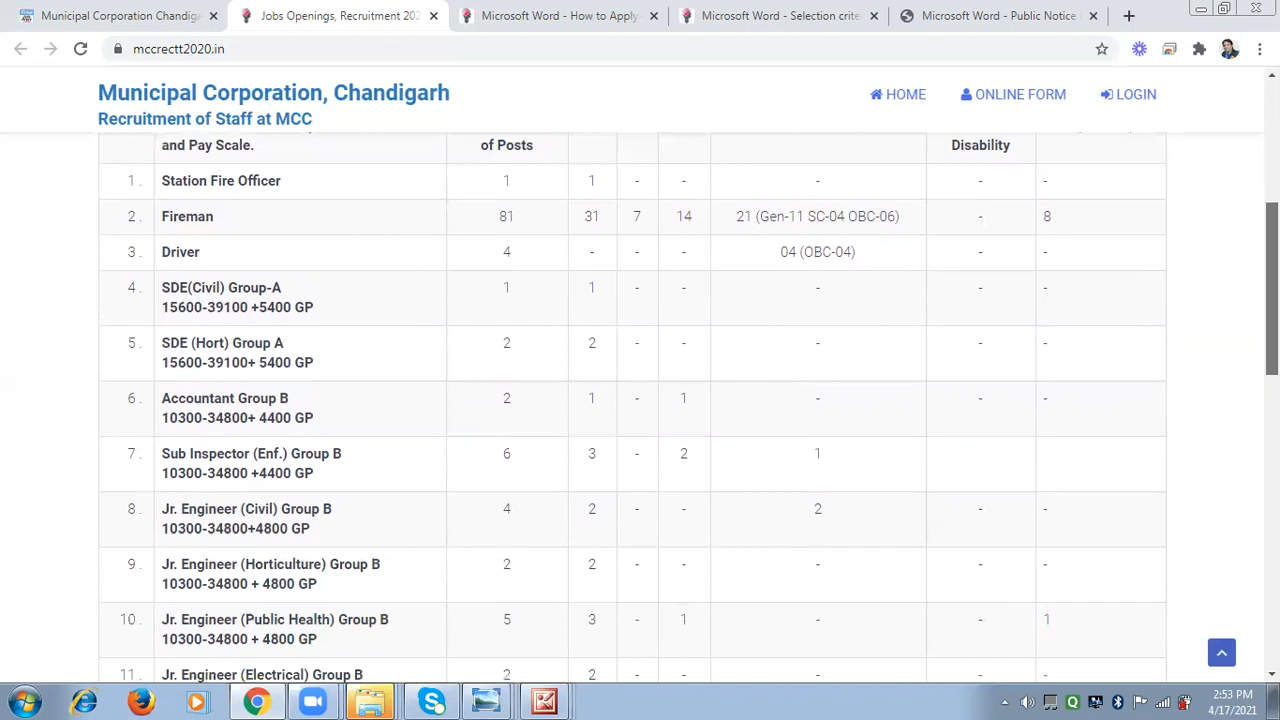 Municipal Corporation Chandig
Jobs Openings, Recruitment 202
Microsoft Word - How to Apply
Microsoft Word - Selection crite
Microsoft Word - Public Notice
mccrectt2020.in
Municipal Corporation, Chandigarh
Recruitment of Staff at MCC
HOME ONLINE FORM LOGIN
and Pay Scale. of Posts Disability
1 . Station Fire Officer 1 1 - - - - -
2 . Fireman 81 31 7 14 21 (Gen-11 SC-04 OBC-06) - 8
3 . Driver 4 - - - 04 (OBC-04) - -
4 . SDE(Civil) Group-A 1 1 - - - - -
15600-39100 +5400 GP
5 . SDE (Hort) Group A 2 2 - - - - -
15600-39100+ 5400 GP
6 . Accountant Group B 2 1 - 1 - - -
10300-34800+ 4400 GP
7 . Sub Inspector (Enf.) Group B 6 3 - 2 1
10300-34800 +4400 GP
8 . Jr. Engineer (Civil) Group B 4 2 - - 2 - -
10300-34800+4800 GP
9 . Jr. Engineer (Horticulture) Group B 2 2 - - - - -
10300-34800 + 4800 GP
10 . Jr. Engineer (Public Health) Group B 5 3 - 1 - - 1
10300-34800 + 4800 GP
11 . Jr. Engineer (Electrical) Group B 2 2 - - - - -
2:53 PM
4/17/2021